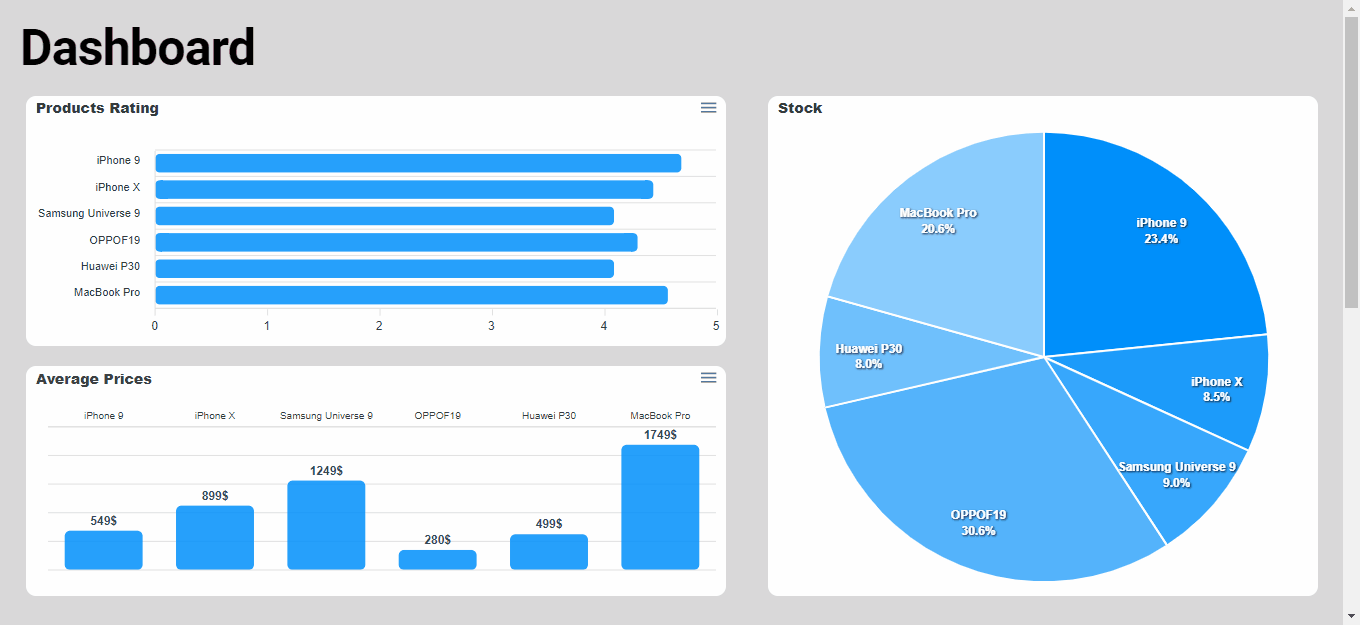 Dashboard
Products Rating
iPhone 9
iPhone X
Samsung Universe 9
OPPOF19
Huawei P30
MacBook Pro
0 1 2 3 4 5
Average Prices
iPhone 9 iPhone X Samsung Universe 9 OPPOF19 Huawei P30 MacBook Pro
549$ 899$ 1249$ 280$ 499$ 1749$
Stock
iPhone 9
23.4%
iPhone X
8.5%
Samsung Universe 9
9.0%
OPPOF19
30.6%
Huawei P30
8.0%
MacBook Pro
20.6%